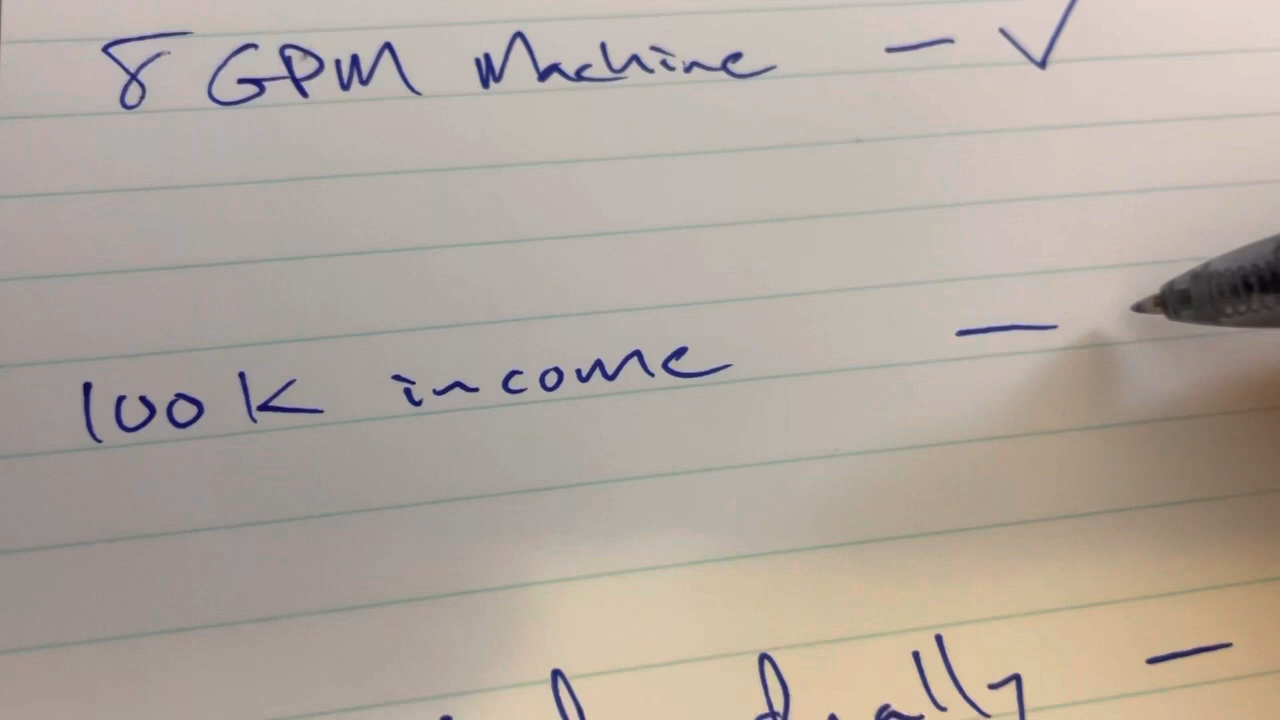 8 GPM Machine - ✓
100K income -